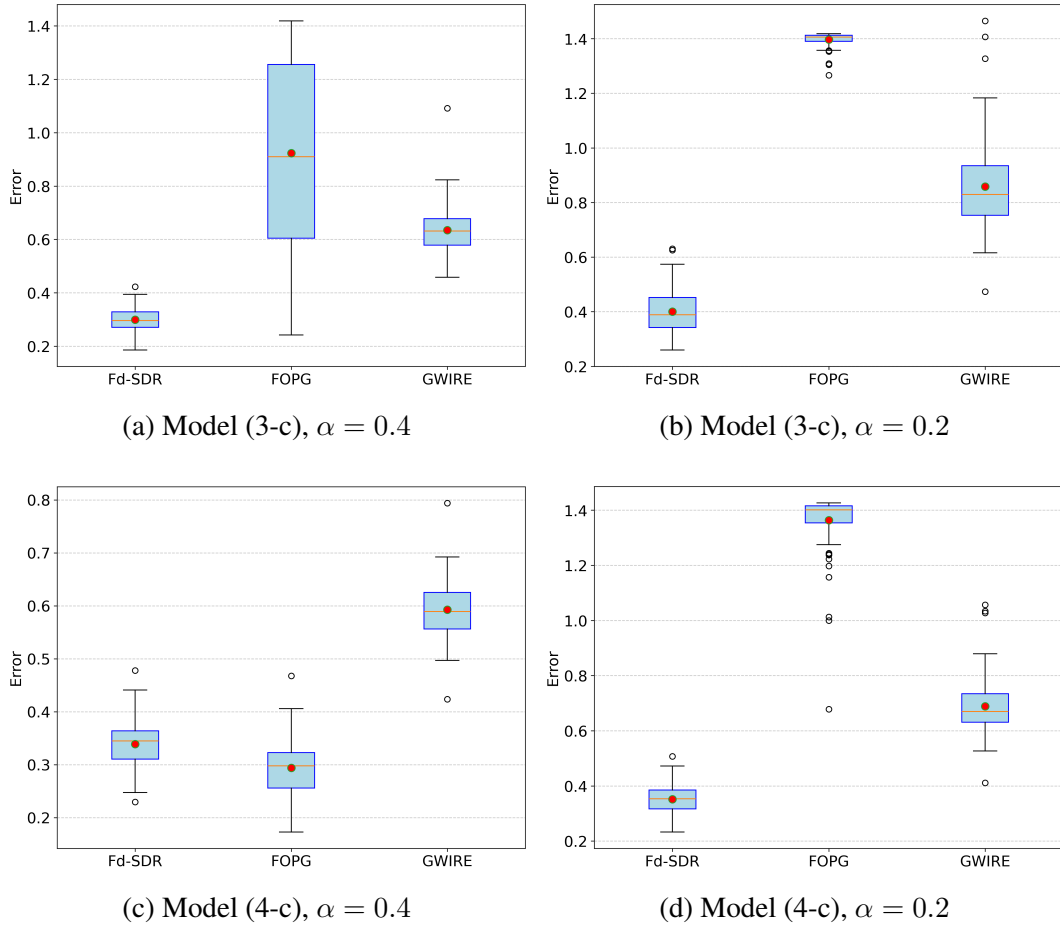 1.4
1.2
1.0
0.8
0.6
0.4
0.2
Error
Fd-SDR FOPG GWIRE
(a) Model (3-c), α = 0.4
1.4
1.2
1.0
0.8
0.6
0.4
0.2
Error
Fd-SDR FOPG GWIRE
(b) Model (3-c), α = 0.2
0.8
0.7
0.6
0.5
0.4
0.3
0.2
Error
Fd-SDR FOPG GWIRE
(c) Model (4-c), α = 0.4
1.4
1.2
1.0
0.8
0.6
0.4
0.2
Error
Fd-SDR FOPG GWIRE
(d) Model (4-c), α = 0.2